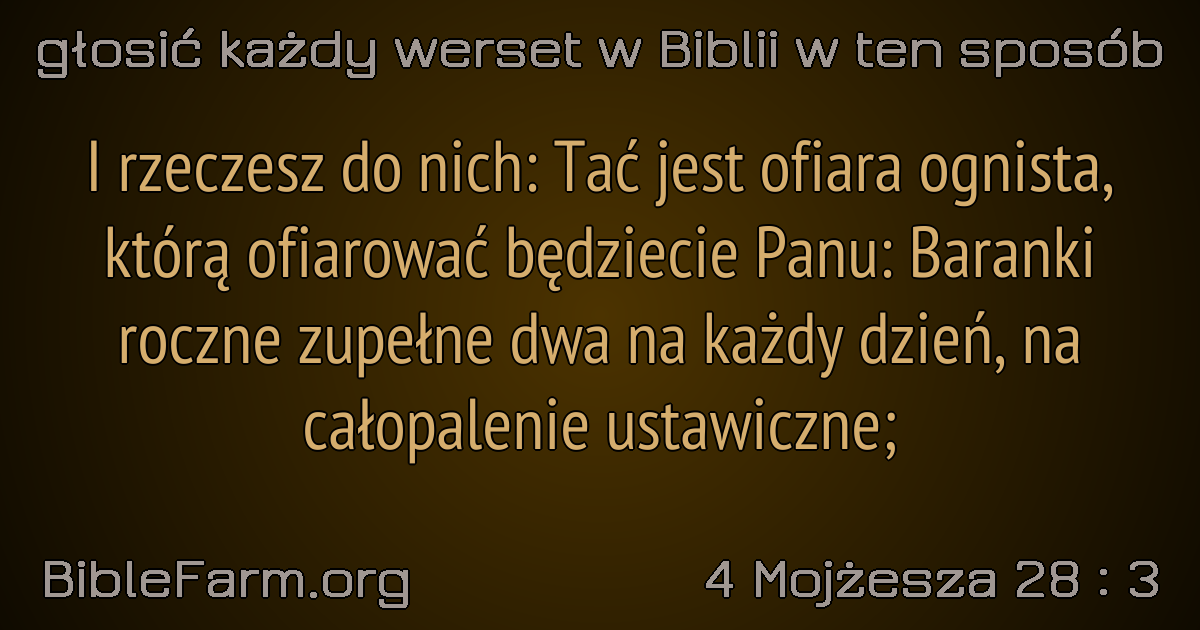 głosić każdy werset w Biblii w ten sposób
I rzeczesz do nich: Tać jest ofiara ognista,
którą ofiarować będziecie Panu: Baranki
roczne zupełne dwa na każdy dzień, na
całopalenie ustawiczne;
BibleFarm.org
4 Mojżesza 28 : 3